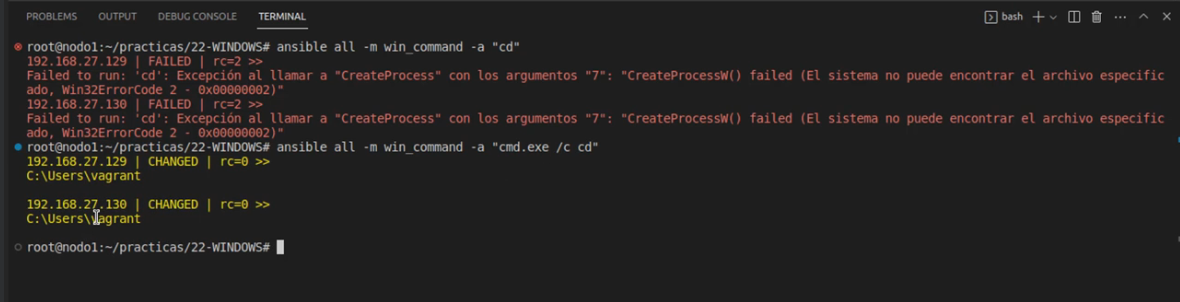 PROBLEMS OUTPUT DEBUG CONSOLE TERMINAL bash
root@nodo1:~/practicas/22-WINDOWS# ansible all -m win_command -a "cd"
192.168.27.129 | FAILED | rc=2 >>
Failed to run: 'cd': Excepción al llamar a "CreateProcess" con los argumentos "7": "CreateProcessW() failed (El sistema no puede encontrar el archivo especific
ado, Win32ErrorCode 2 - 0x00000002)"
192.168.27.130 | FAILED | rc=2 >>
Failed to run: 'cd': Excepción al llamar a "CreateProcess" con los argumentos "7": "CreateProcessW() failed (El sistema no puede encontrar el archivo especific
ado, Win32ErrorCode 2 - 0x00000002)"
root@nodo1:~/practicas/22-WINDOWS# ansible all -m win_command -a "cmd.exe /c cd"
192.168.27.129 | CHANGED | rc=0 >>
C:\Users\vagrant
192.168.27.130 | CHANGED | rc=0 >>
C:\Users\vagrant
root@nodo1:~/practicas/22-WINDOWS#